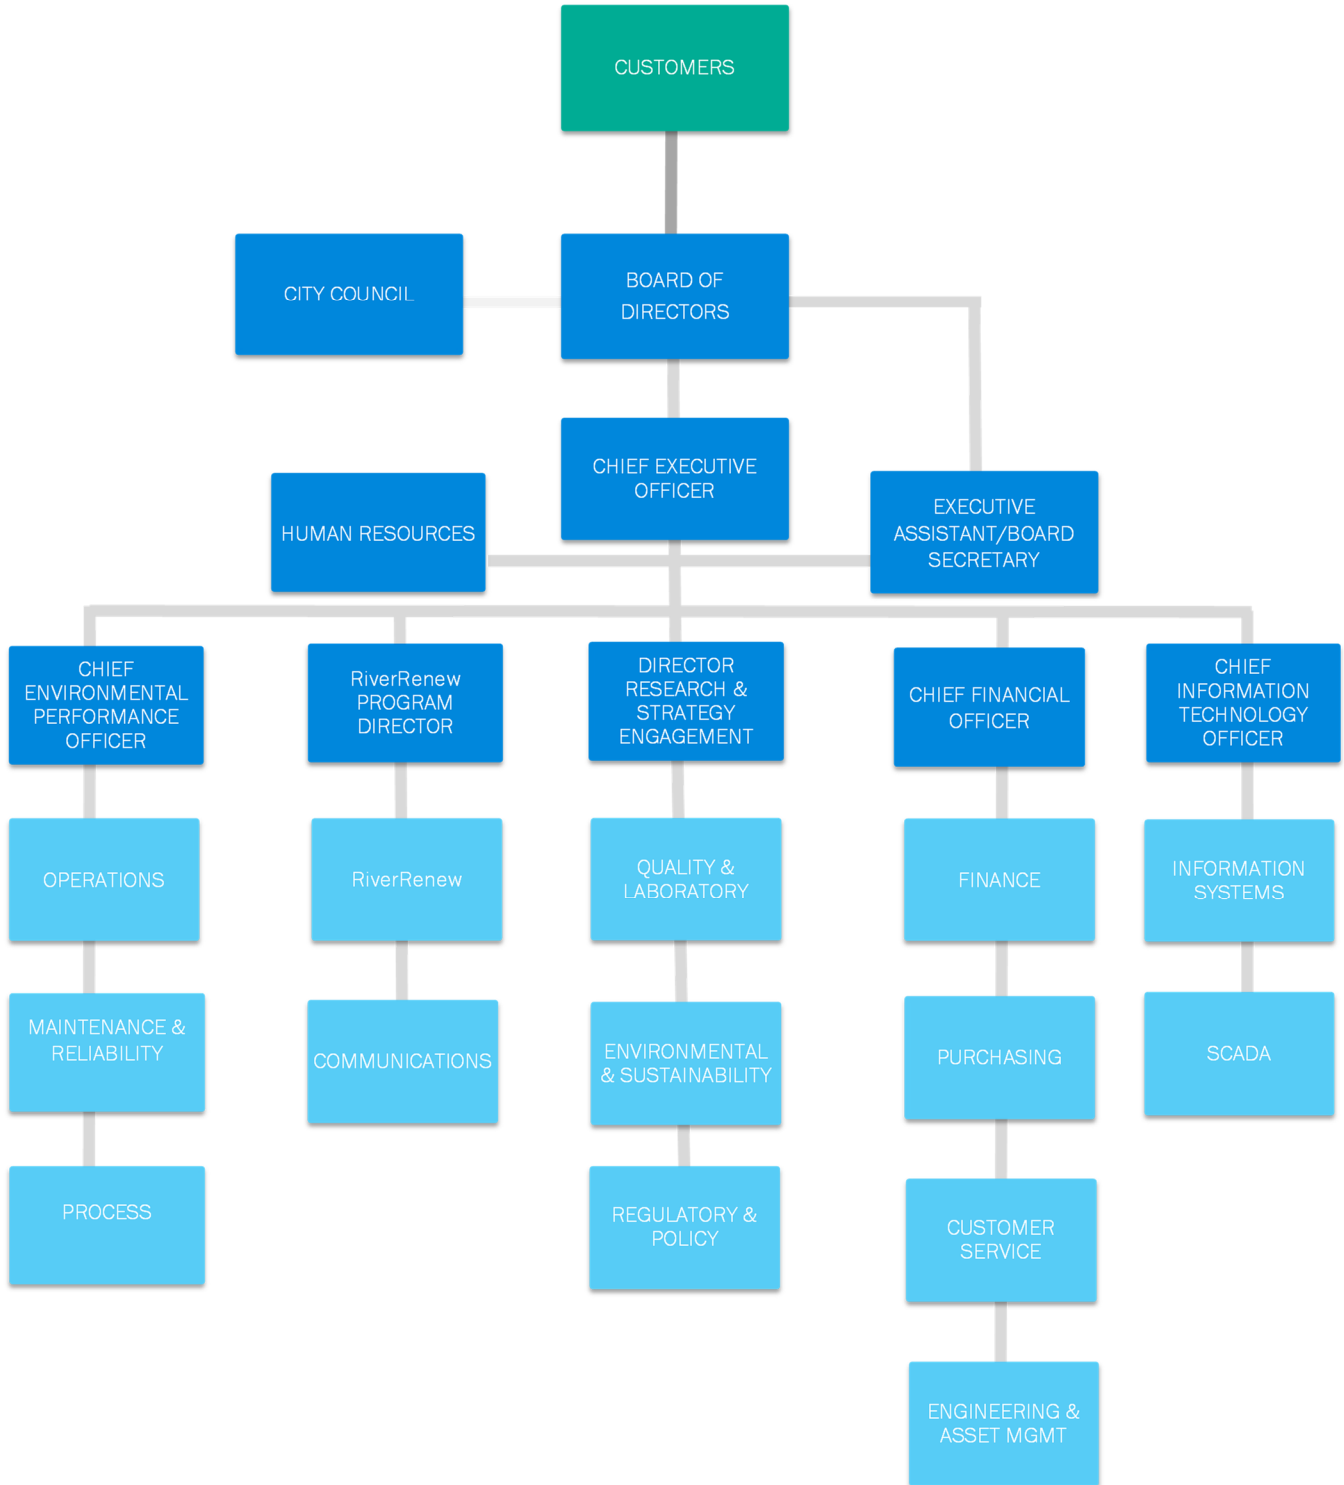 CUSTOMERS
CITY COUNCIL
BOARD OF
DIRECTORS
CHIEF EXECUTIVE
OFFICER
HUMAN RESOURCES
EXECUTIVE
ASSISTANT/BOARD
SECRETARY
CHIEF
ENVIRONMENTAL
PERFORMANCE
OFFICER
RiverRenew
PROGRAM
DIRECTOR
DIRECTOR
RESEARCH &
STRATEGY
ENGAGEMENT
CHIEF FINANCIAL
OFFICER
CHIEF
INFORMATION
TECHNOLOGY
OFFICER
OPERATIONS
RiverRenew
QUALITY &
LABORATORY
FINANCE
INFORMATION
SYSTEMS
MAINTENANCE &
RELIABILITY
COMMUNICATIONS
ENVIRONMENTAL
& SUSTAINABILITY
PURCHASING
SCADA
PROCESS
REGULATORY &
POLICY
CUSTOMER
SERVICE
ENGINEERING &
ASSET MGMT